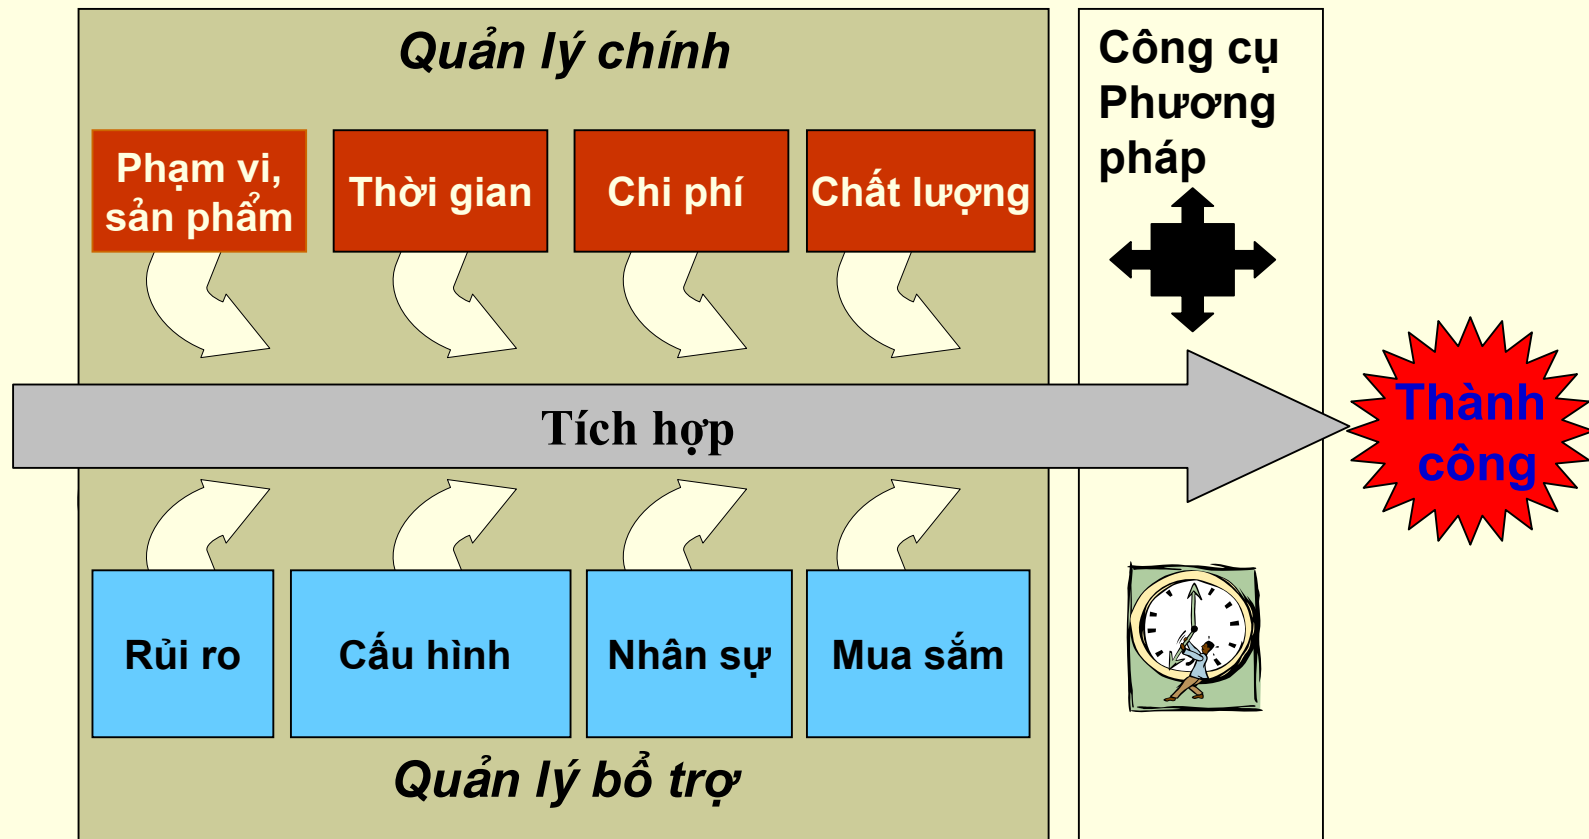 Quản lý chính
Phạm vi,
sản phẩm
Thời gian
Chi phí
Chất lượng
Công cụ
Phương
pháp
Tích hợp
Thành
công
Rủi ro
Cấu hình
Nhân sự
Mua sắm
Quản lý bổ trợ